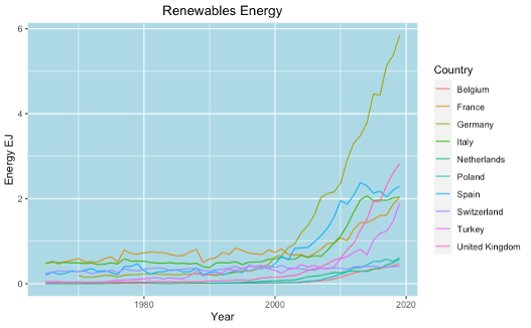 Renewables Energy
6
4
2
0
Energy EJ
1980
2000
2020
Year
Country
Belgium
France
Germany
Italy
Netherlands
Poland
Spain
Switzerland
Turkey
United Kingdom